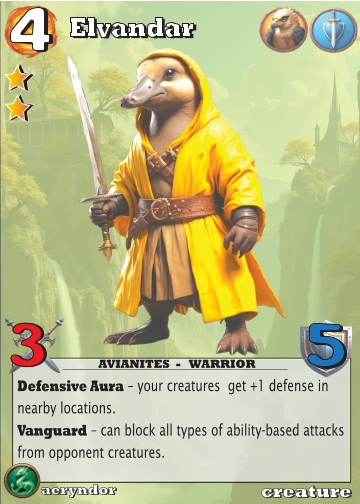 4 Elvandar
3 5
AVIANITES - WARRIOR
Defensive Aura - your creatures get +1 defense in
nearby locations.
Vanguard - can block all types of ability-based attacks
from opponent creatures.
aeryndor creature